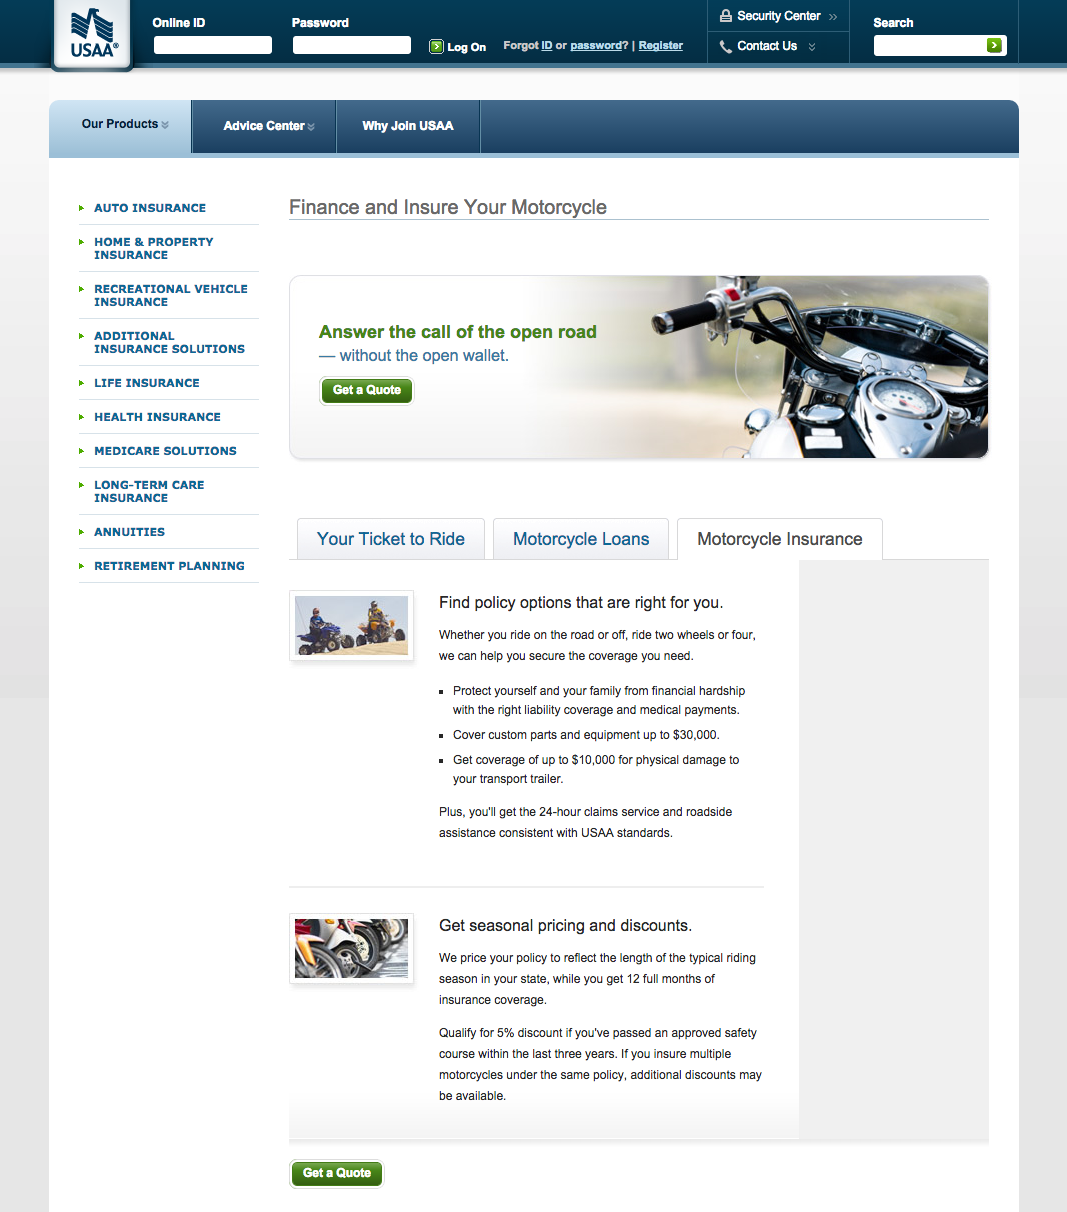 USAA®
Online ID
Password
Log On
Forgot ID or password? | Register
Security Center
Contact Us
Search
Our Products
Advice Center
Why Join USAA
AUTO INSURANCE
HOME & PROPERTY
INSURANCE
RECREATIONAL VEHICLE
INSURANCE
ADDITIONAL
INSURANCE SOLUTIONS
LIFE INSURANCE
HEALTH INSURANCE
MEDICARE SOLUTIONS
LONG-TERM CARE
INSURANCE
ANNUITIES
RETIREMENT PLANNING
Finance and Insure Your Motorcycle
Answer the call of the open road
— without the open wallet.
Get a Quote
Your Ticket to Ride
Motorcycle Loans
Motorcycle Insurance
Find policy options that are right for you.
Whether you ride on the road or off, ride two wheels or four,
we can help you secure the coverage you need.
Protect yourself and your family from financial hardship
with the right liability coverage and medical payments.
Cover custom parts and equipment up to $30,000.
Get coverage of up to $10,000 for physical damage to
your transport trailer.
Plus, you'll get the 24-hour claims service and roadside
assistance consistent with USAA standards.
Get seasonal pricing and discounts.
We price your policy to reflect the length of the typical riding
season in your state, while you get 12 full months of
insurance coverage.
Qualify for 5% discount if you've passed an approved safety
course within the last three years. If you insure multiple
motorcycles under the same policy, additional discounts may
be available.
Get a Quote